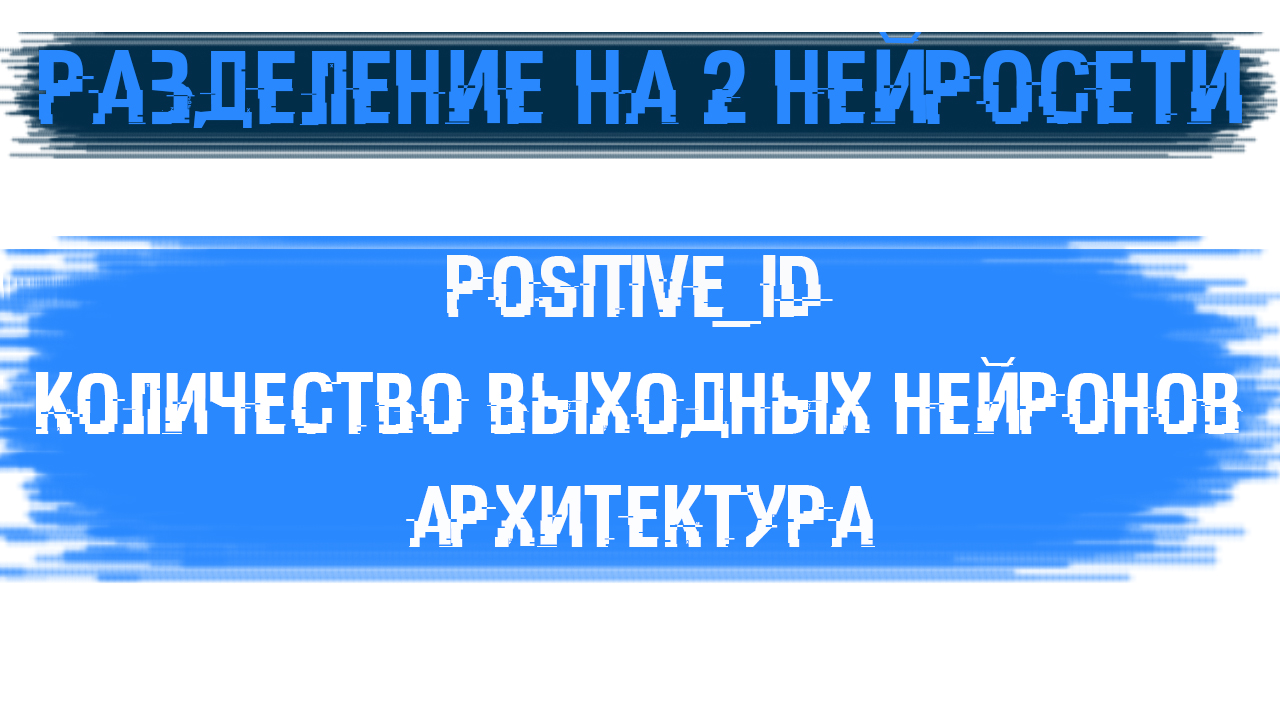 РАЗДЕЛЕНИЕ НА 2 НЕЙРОСЕТИ
POSITIVE_ID
КОЛИЧЕСТВО ВЫХОДНЫХ НЕЙРОНОВ
АРХИТЕКТУРА